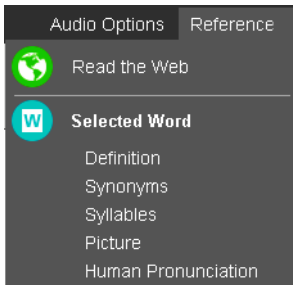 Audio Options Reference
Read the Web
W Selected Word
Definition
Synonyms
Syllables
Picture
Human Pronunciation